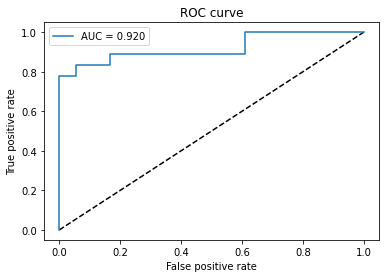 ROC curve
AUC = 0.920
True positive rate
1.0
0.8
0.6
0.4
0.2
0.0
0.0 0.2 0.4 0.6 0.8 1.0
False positive rate